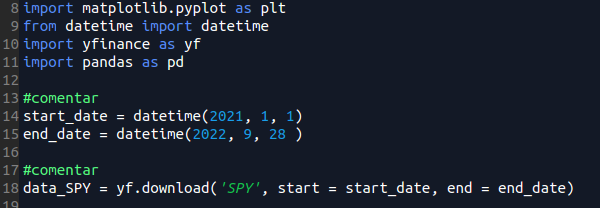 8 import matplotlib.pyplot as plt
9 from datetime import datetime
10 import yfinance as yf
11 import pandas as pd
12
13 #comentar
14 start_date = datetime(2021, 1, 1)
15 end_date = datetime(2022, 9, 28 )
16
17 #comentar
18 data_SPY = yf.download('SPY', start = start_date, end = end_date)
19